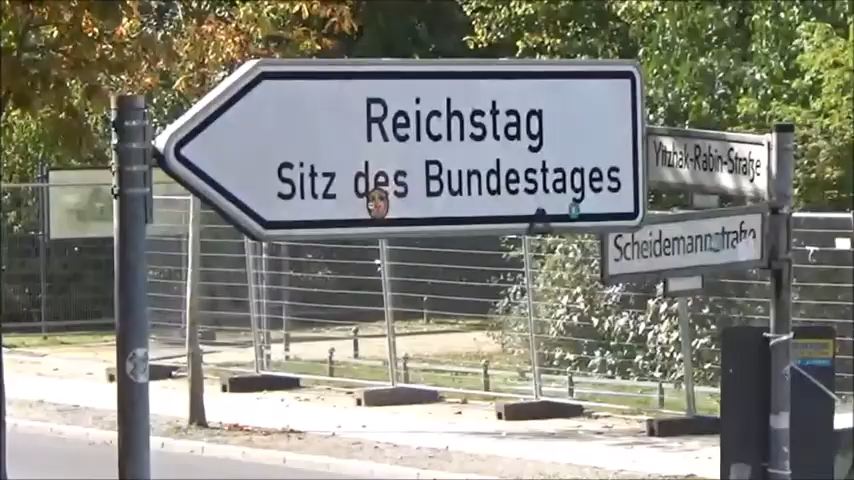 Reichstag
Sitz des Bundestages
Yitzhak-Rabin-Straße
Scheidemannstraße